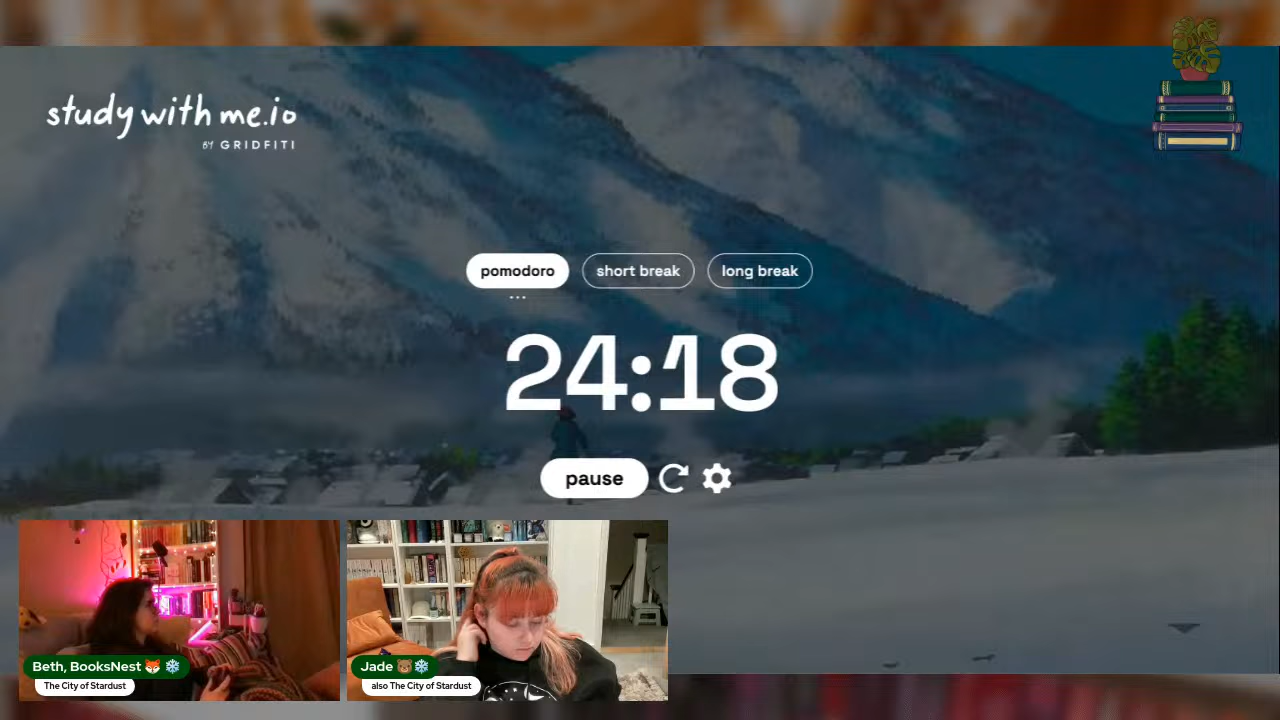 study with me.io
BY GRIDFITI
pomodoro
short break
long break
24:18
pause
Beth, BooksNest 🦊 ❄️
The City of Stardust
Jade 🐻❄️
also The City of Stardust